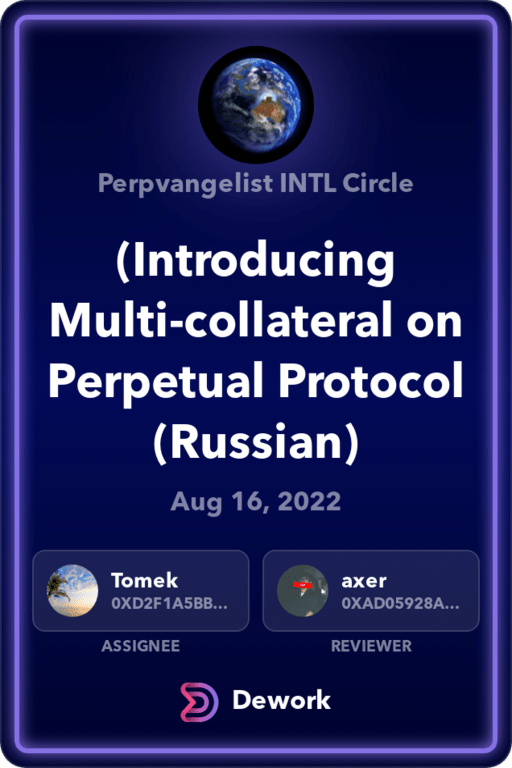 Perpvangelist INTL Circle
(Introducing
Multi-collateral on
Perpetual Protocol
(Russian)
Aug 16, 2022
Tomek
0XD2F1A5BB...
ASSIGNEE
axer
0XAD05928A...
REVIEWER
Dework